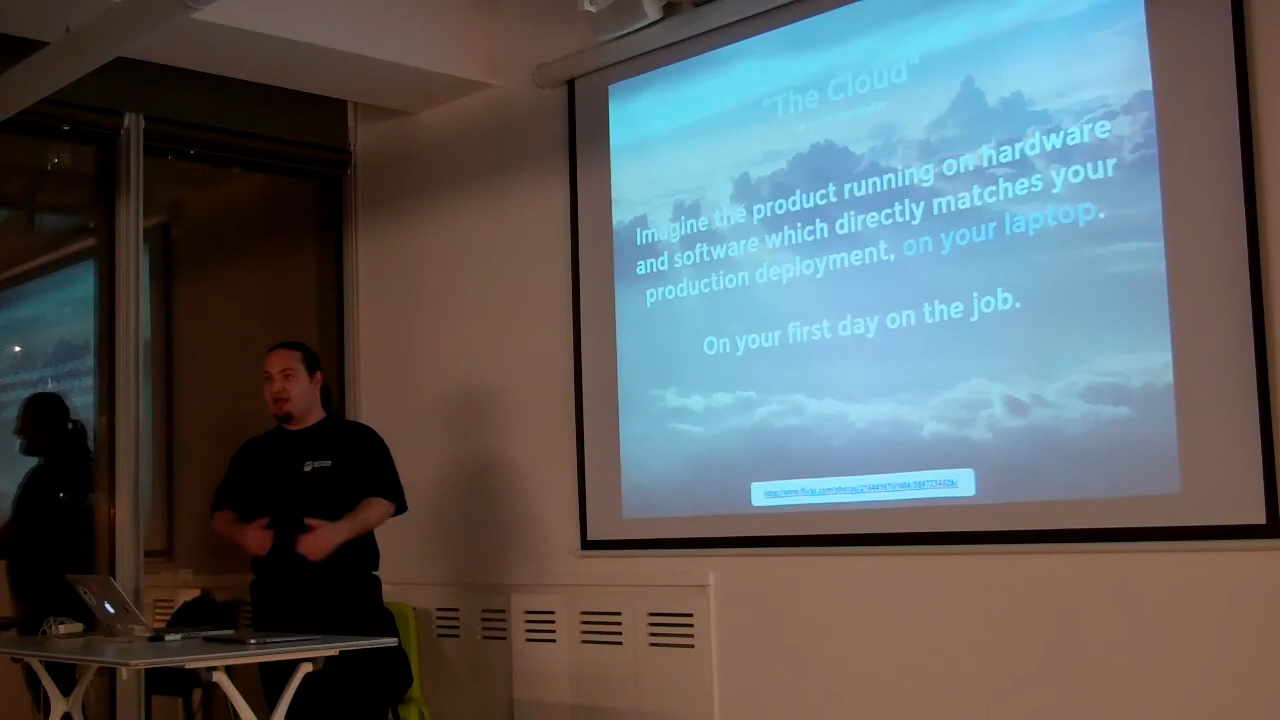 "The Cloud"
Imagine the product running on hardware
and software which directly matches your
production deployment, on your laptop.
On your first day on the job.